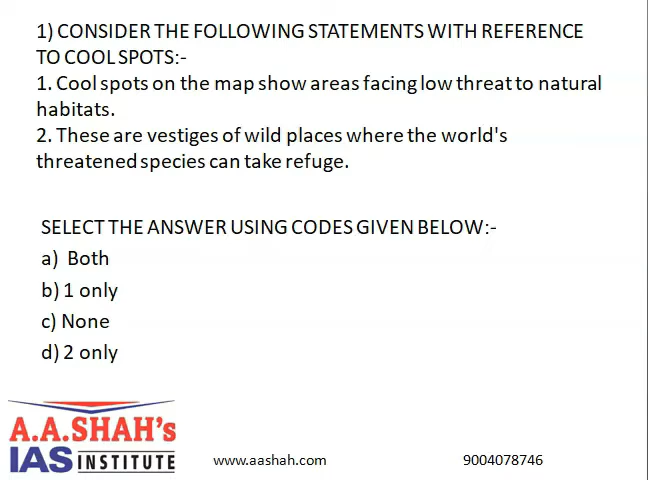 1) CONSIDER THE FOLLOWING STATEMENTS WITH REFERENCE
TO COOL SPOTS:-
1. Cool spots on the map show areas facing low threat to natural
habitats.
2. These are vestiges of wild places where the world's
threatened species can take refuge.
SELECT THE ANSWER USING CODES GIVEN BELOW:-
a) Both
b) 1 only
c) None
d) 2 only
A.A.SHAH's
IAS INSTITUTE
www.aashah.com 9004078746